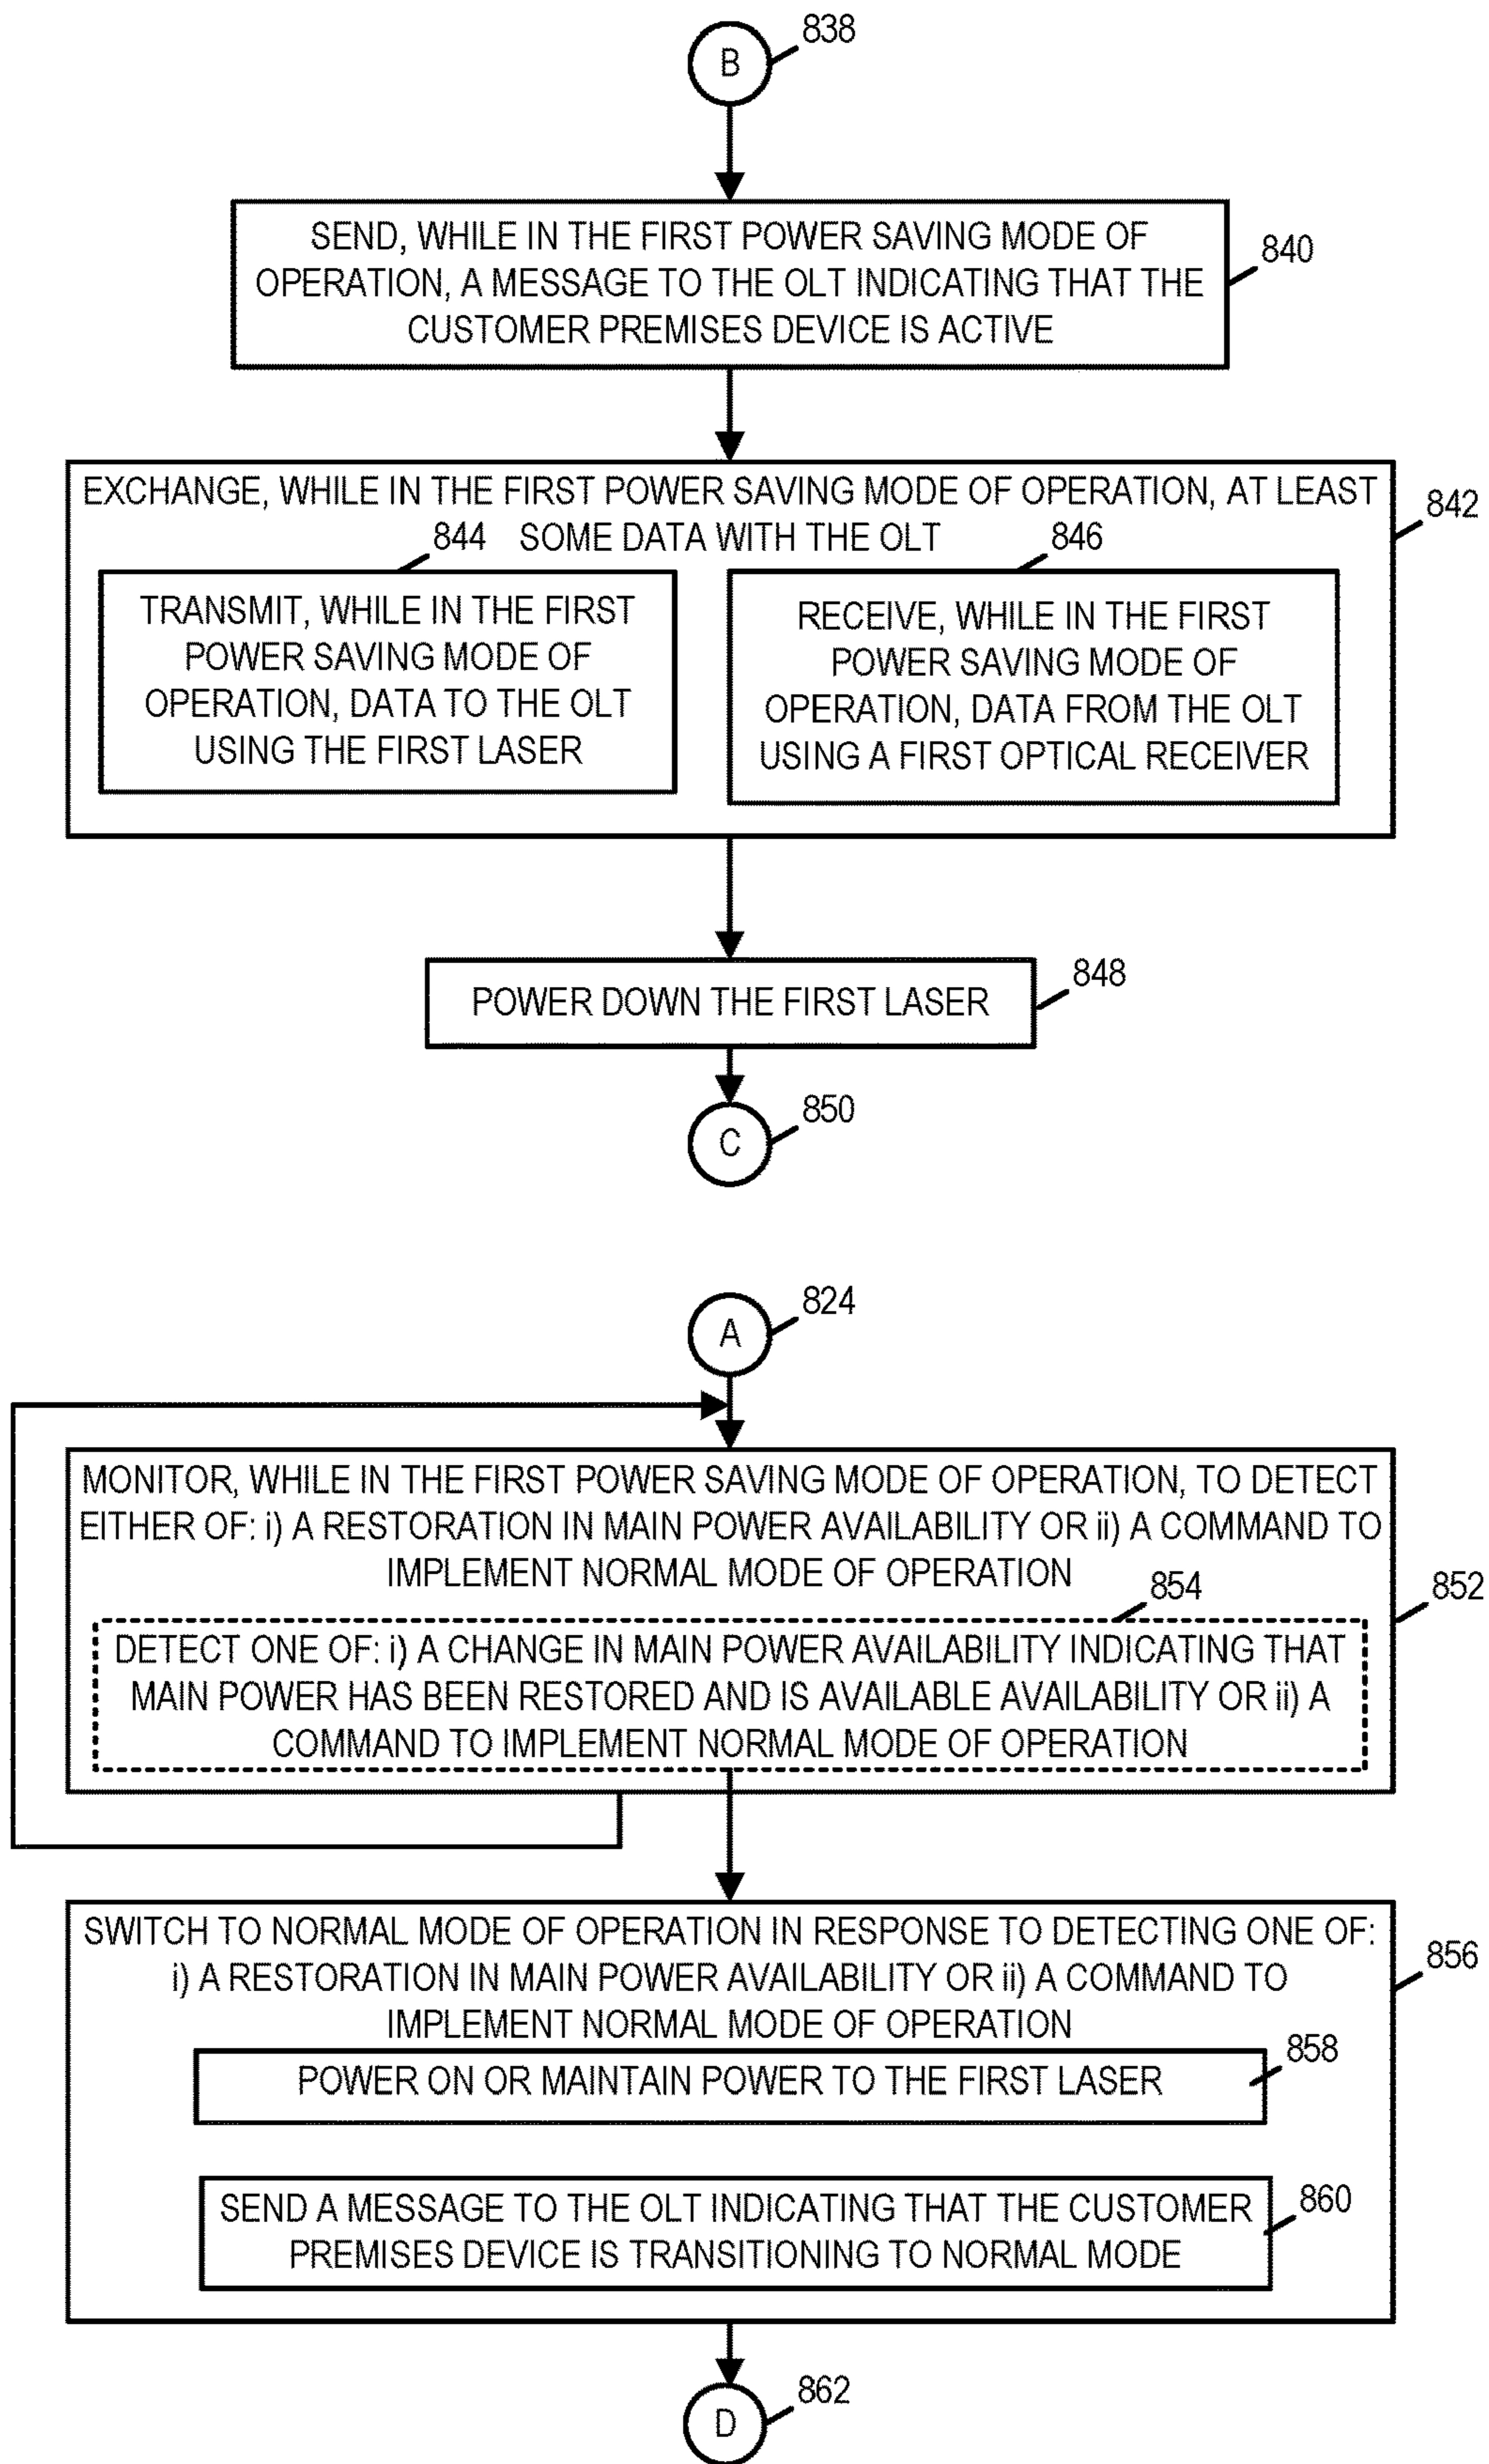 838
B
SEND, WHILE IN THE FIRST POWER SAVING MODE OF
OPERATION, A MESSAGE TO THE OLT INDICATING THAT THE
CUSTOMER PREMISES DEVICE IS ACTIVE
840
EXCHANGE, WHILE IN THE FIRST POWER SAVING MODE OF OPERATION, AT LEAST
SOME DATA WITH THE OLT
842
844
TRANSMIT, WHILE IN THE FIRST
POWER SAVING MODE OF
OPERATION, DATA TO THE OLT
USING THE FIRST LASER
846
RECEIVE, WHILE IN THE FIRST
POWER SAVING MODE OF
OPERATION, DATA FROM THE OLT
USING A FIRST OPTICAL RECEIVER
POWER DOWN THE FIRST LASER
848
850
C
824
A
MONITOR, WHILE IN THE FIRST POWER SAVING MODE OF OPERATION, TO DETECT
EITHER OF: i) A RESTORATION IN MAIN POWER AVAILABILITY OR ii) A COMMAND TO
IMPLEMENT NORMAL MODE OF OPERATION
852
854
DETECT ONE OF: i) A CHANGE IN MAIN POWER AVAILABILITY INDICATING THAT
MAIN POWER HAS BEEN RESTORED AND IS AVAILABLE AVAILABILITY OR ii) A
COMMAND TO IMPLEMENT NORMAL MODE OF OPERATION
SWITCH TO NORMAL MODE OF OPERATION IN RESPONSE TO DETECTING ONE OF:
i) A RESTORATION IN MAIN POWER AVAILABILITY OR ii) A COMMAND TO
IMPLEMENT NORMAL MODE OF OPERATION
856
POWER ON OR MAINTAIN POWER TO THE FIRST LASER
858
SEND A MESSAGE TO THE OLT INDICATING THAT THE CUSTOMER
PREMISES DEVICE IS TRANSITIONING TO NORMAL MODE
860
862
D